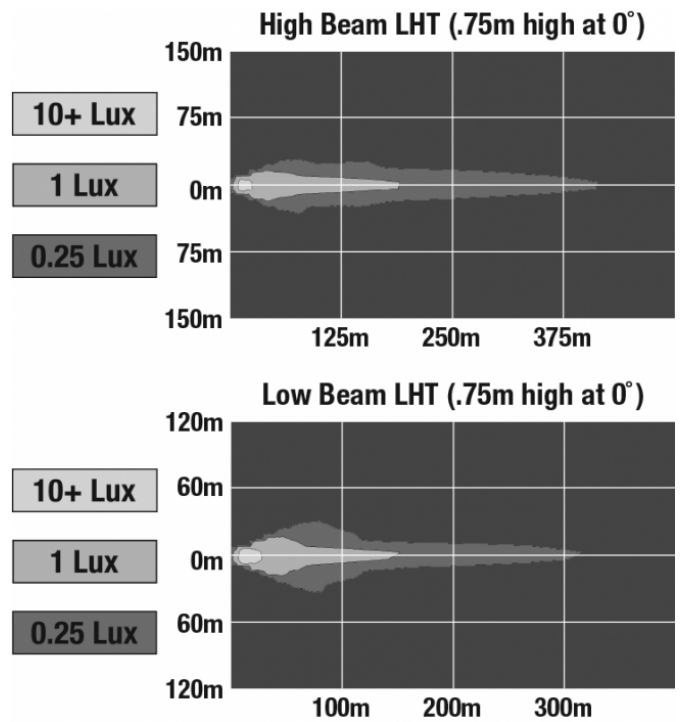 High Beam LHT (.75m high at 0°)
150m
10+ Lux
75m
1 Lux
0m
0.25 Lux
75m
150m
125m 250m 375m
Low Beam LHT (.75m high at 0°)
120m
10+ Lux
60m
1 Lux
0m
0.25 Lux
60m
120m
100m 200m 300m